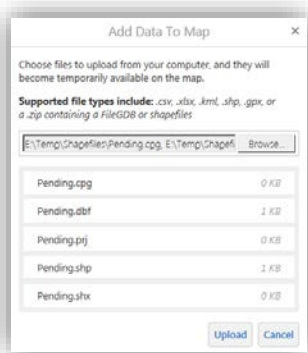 Add Data To Map ×
Choose files to upload from your computer, and they will
become temporarily available on the map.
Supported file types include: .csv, .xlsx, .kml, .shp, .gpx, or
a .zip containing a FileGDB or shapefiles
E:\Temp\Shapefiles\Pending.cpg, E:\Temp\Shapefi Browse...
Pending.cpg 0 KB
Pending.dbf 1 KB
Pending.prj 0 KB
Pending.shp 1 KB
Pending.shx 0 KB
Upload Cancel